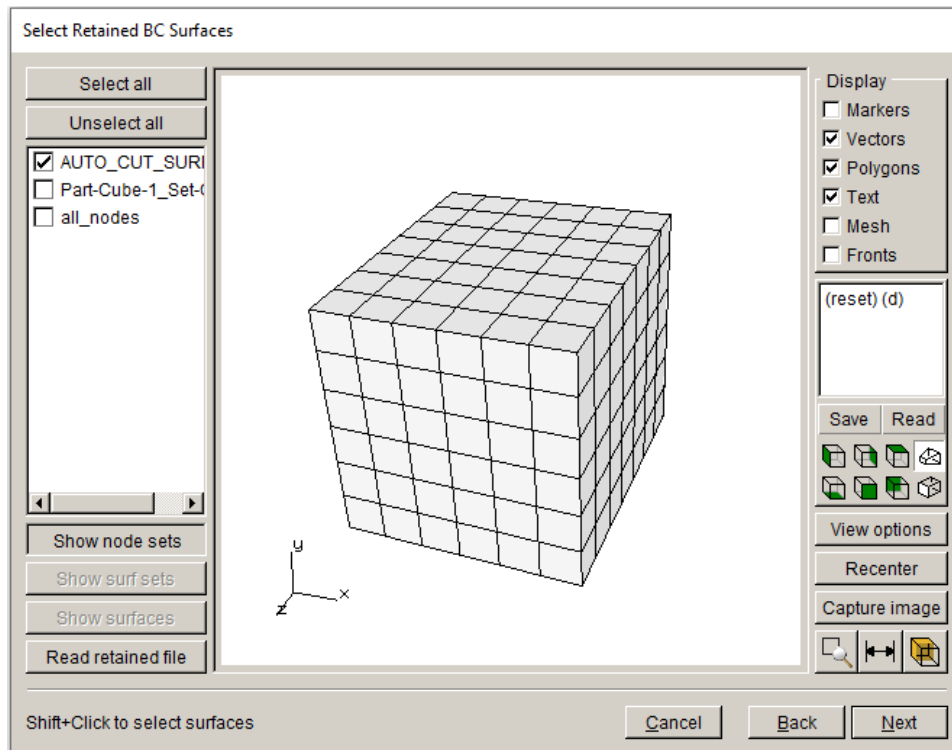 Select Retained BC Surfaces
Select all
Unselect all
AUTO_CUT_SURI
Part-Cube-1_Set-
all_nodes
Show node sets
Show surf sets
Show surfaces
Read retained file
y
x
z
Display
Markers
Vectors
Polygons
Text
Mesh
Fronts
(reset) (d)
Save Read
View options
Recenter
Capture image
Shift+Click to select surfaces
Cancel Back Next